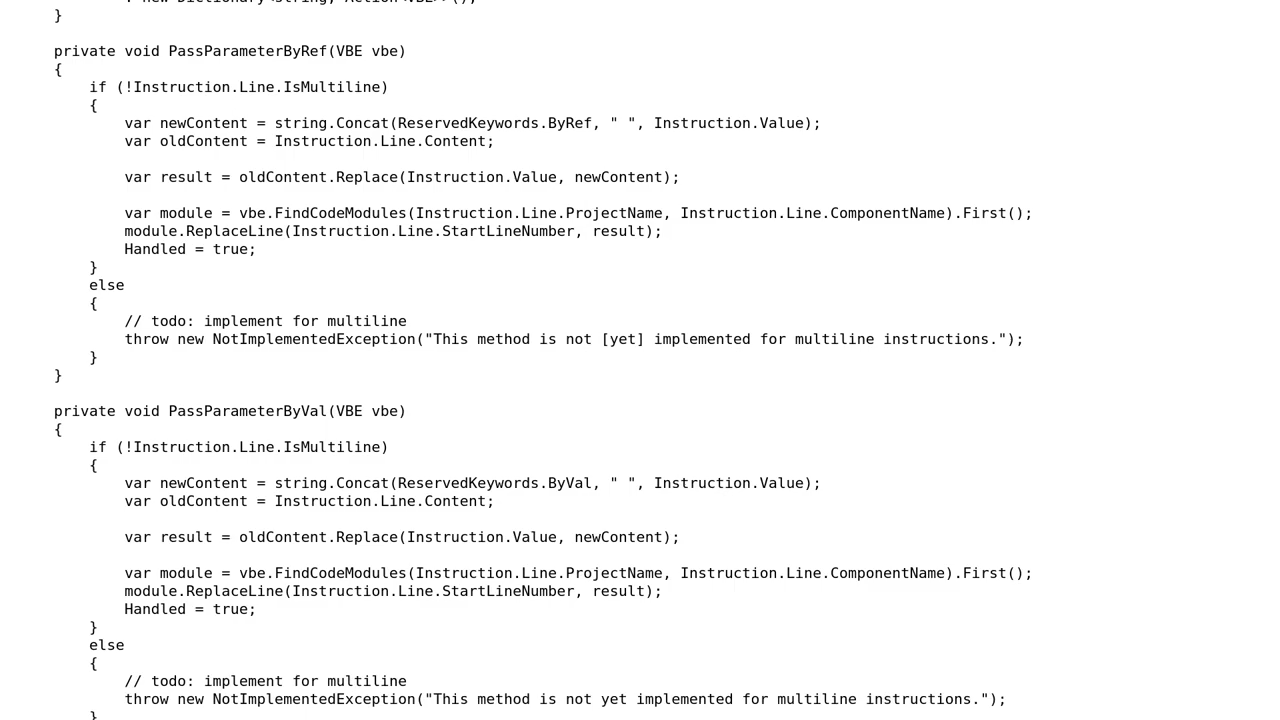 : new Dictionary<string, Action<VBE>>();
}

private void PassParameterByRef(VBE vbe)
{
    if (!Instruction.Line.IsMultiline)
    {
        var newContent = string.Concat(ReservedKeywords.ByRef, " ", Instruction.Value);
        var oldContent = Instruction.Line.Content;

        var result = oldContent.Replace(Instruction.Value, newContent);

        var module = vbe.FindCodeModules(Instruction.Line.ProjectName, Instruction.Line.ComponentName).First();
        module.ReplaceLine(Instruction.Line.StartLineNumber, result);
        Handled = true;
    }
    else
    {
        // todo: implement for multiline
        throw new NotImplementedException("This method is not [yet] implemented for multiline instructions.");
    }
}

private void PassParameterByVal(VBE vbe)
{
    if (!Instruction.Line.IsMultiline)
    {
        var newContent = string.Concat(ReservedKeywords.ByVal, " ", Instruction.Value);
        var oldContent = Instruction.Line.Content;

        var result = oldContent.Replace(Instruction.Value, newContent);

        var module = vbe.FindCodeModules(Instruction.Line.ProjectName, Instruction.Line.ComponentName).First();
        module.ReplaceLine(Instruction.Line.StartLineNumber, result);
        Handled = true;
    }
    else
    {
        // todo: implement for multiline
        throw new NotImplementedException("This method is not yet implemented for multiline instructions.");
    }